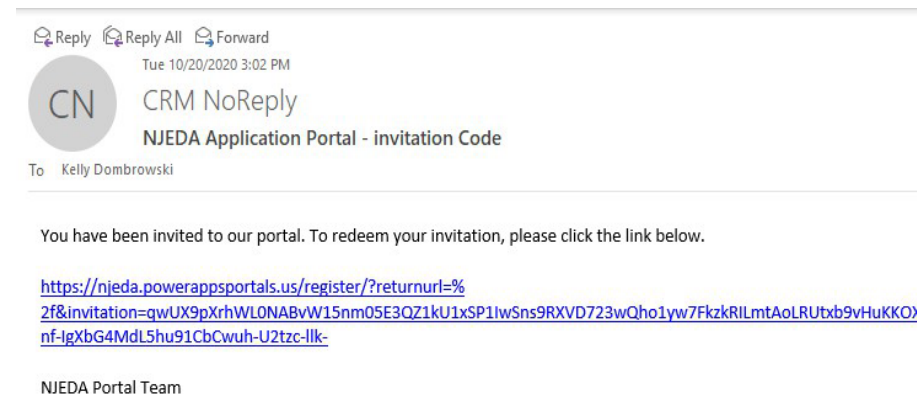 Reply Reply All Forward
Tue 10/20/2020 3:02 PM
CN
CRM NoReply
NJEDA Application Portal - invitation Code
To Kelly Dombrowski
You have been invited to our portal. To redeem your invitation, please click the link below.
https://njeda.powerappsportals.us/register/?returnurl=%
2f&invitation=qwUX9pXrhWL0NABvW15nm05E3QZ1kU1xSP1IwSns9RXVD723wQho1yw7FkzkRILmtAoLRUtxb9vHuKKOX
nf-IgXbG4MdL5hu91CbCwuh-U2tzc-llk-
NJEDA Portal Team